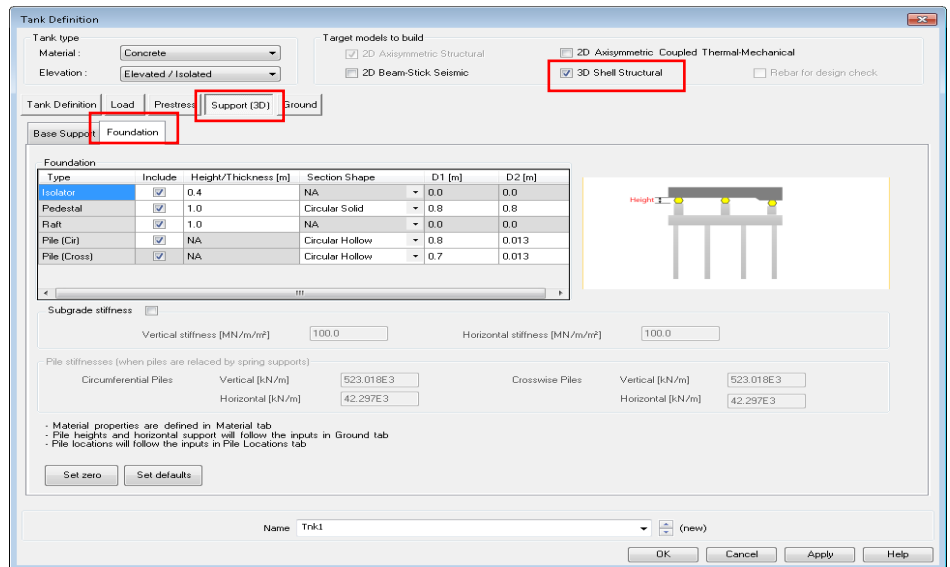 Tank Definition
Tank type
Target models to build
Material : Concrete
2D Axisymmetric Structural
2D Axisymmetric Coupled Thermal-Mechanical
Elevation : Elevated / Isolated
2D Beam-Stick Seismic
3D Shell Structural
Rebar for design check
Tank Definition Load Prestress Support (3D) Ground
Base Support Foundation
Foundation
Type Include Height/Thickness [m] Section Shape D1 [m] D2 [m]
Isolator 0.4 NA 0.0 0.0
Pedestal 1.0 Circular Solid 0.8 0.8
Raft 1.0 NA 0.0 0.0
Pile (Cir) NA Circular Hollow 0.8 0.013
Pile (Cross) NA Circular Hollow 0.7 0.013
Height
Subgrade stiffness
Vertical stiffness [MN/m/m²] 100.0 Horizontal stiffness [MN/m/m²] 100.0
Pile stiffnesses (when piles are relaced by spring supports)
Circumferential Piles Vertical [kN/m] 523.018E3 Crosswise Piles Vertical [kN/m] 523.018E3
Horizontal [kN/m] 42.297E3 Horizontal [kN/m] 42.297E3
- Material properties are defined in Material tab
- Pile heights and horizontal support will follow the inputs in Ground tab
- Pile locations will follow the inputs in Pile Locations tab
Set zero Set defaults
Name Tnk1 (new)
OK Cancel Apply Help